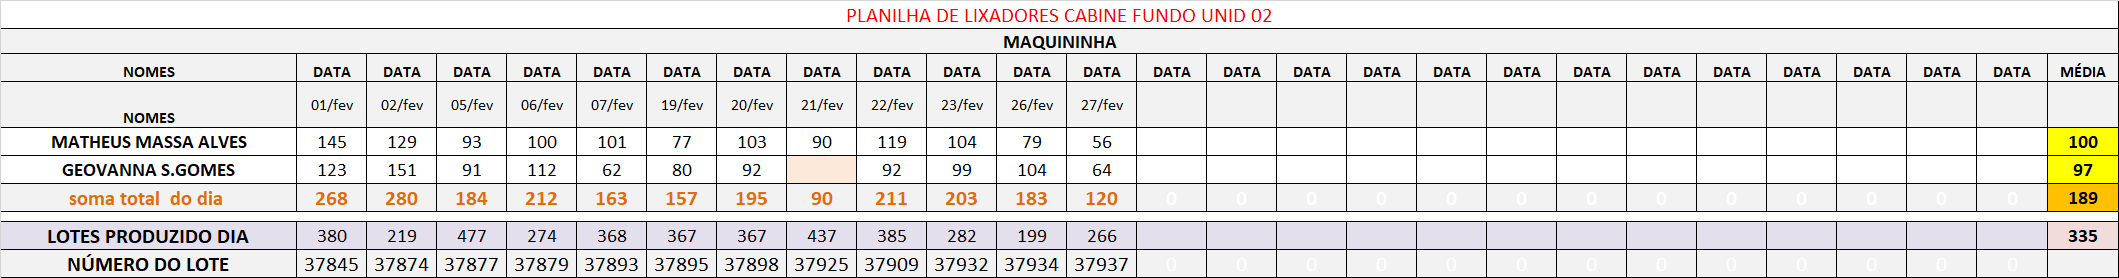 PLANILHA DE LIXADORES CABINE FUNDO UNID 02
MAQUININHA
NOMES DATA DATA DATA DATA DATA DATA DATA DATA DATA DATA DATA DATA DATA DATA DATA DATA DATA DATA DATA DATA DATA DATA DATA DATA DATA MÉDIA
NOMES 01/fev 02/fev 05/fev 06/fev 07/fev 19/fev 20/fev 21/fev 22/fev 23/fev 26/fev 27/fev
MATHEUS MASSA ALVES 145 129 93 100 101 77 103 90 119 104 79 56 100
GEOVANNA S.GOMES 123 151 91 112 62 80 92 92 99 104 64 97
soma total do dia 268 280 184 212 163 157 195 90 211 203 183 120 0 0 0 0 0 0 0 0 0 0 0 0 0 189
LOTES PRODUZIDO DIA 380 219 477 274 368 367 367 437 385 282 199 266 335
NÚMERO DO LOTE 37845 37874 37877 37879 37893 37895 37898 37925 37909 37932 37934 37937 0 0 0 0 0 0 0 0 0 0 0 0 0